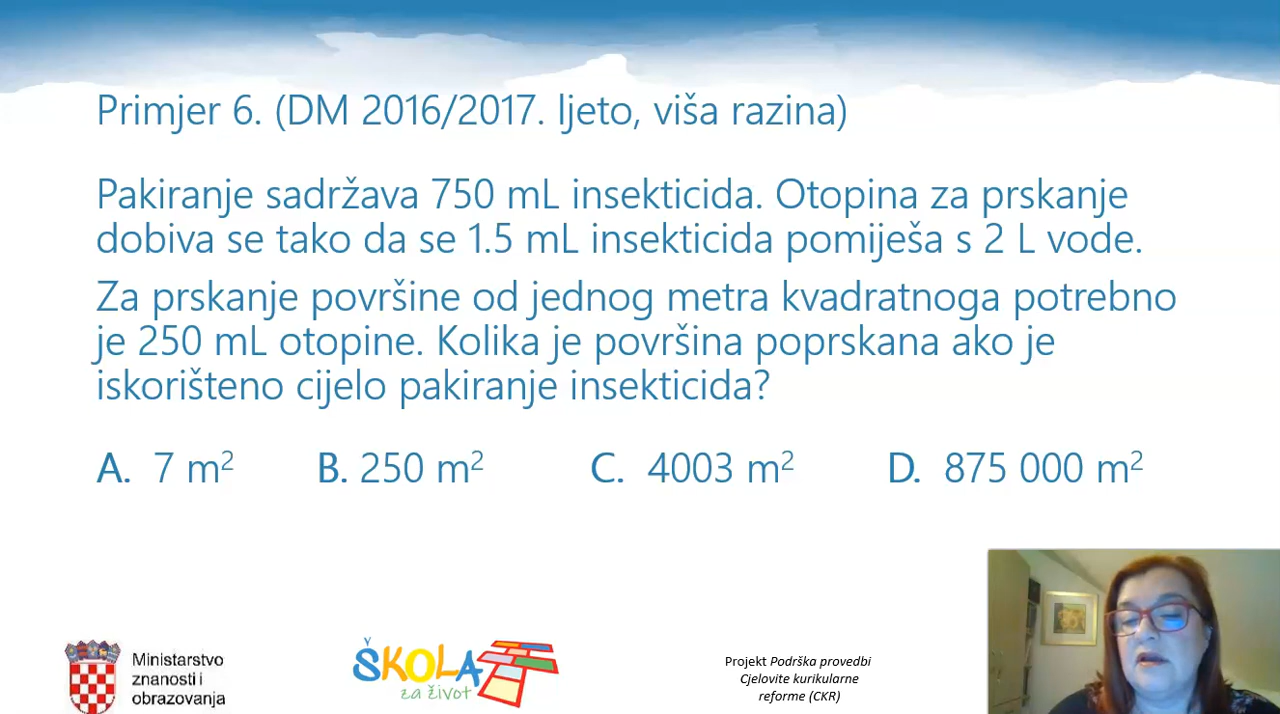 Primjer 6. (DM 2016/2017. ljeto, viša razina)
Pakiranje sadržava 750 mL insekticida. Otopina za prskanje
dobiva se tako da se 1.5 mL insekticida pomiješa s 2 L vode.
Za prskanje površine od jednog metra kvadratnoga potrebno
je 250 mL otopine. Kolika je površina poprskana ako je
iskorišteno cijelo pakiranje insekticida?
A. 7 m² B. 250 m² C. 4003 m² D. 875 000 m²
Ministarstvo
znanosti i
obrazovanja
ŠKOLA
za život
Projekt Podrška provedbi
Cjelovite kurikularne
reforme (CKR)